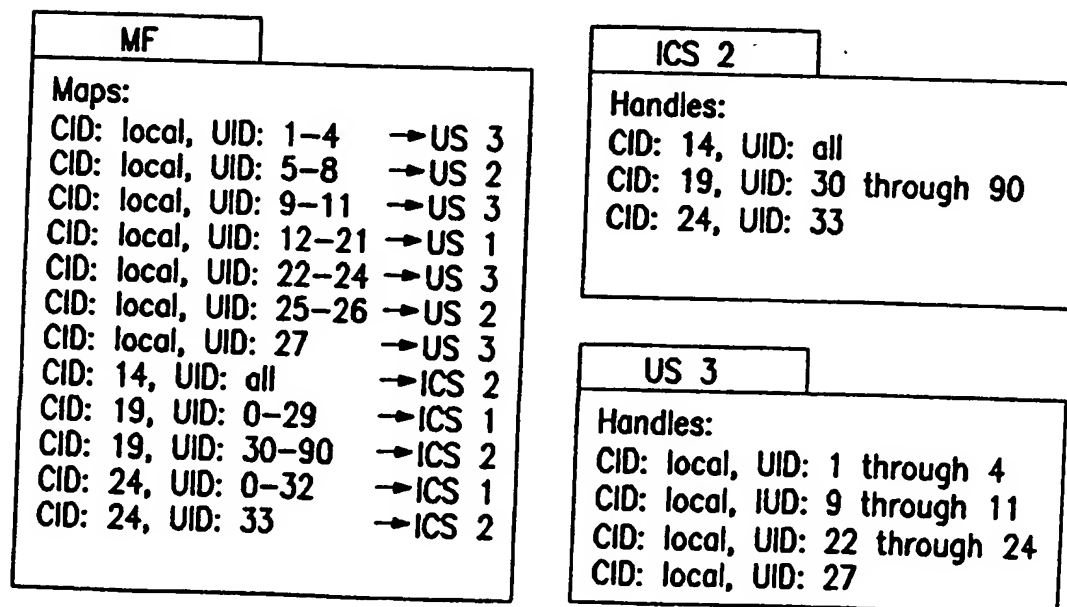 MF
Maps:
CID: local, UID: 1–4 →US 3
CID: local, UID: 5–8 →US 2
CID: local, UID: 9–11 →US 3
CID: local, UID: 12–21 →US 1
CID: local, UID: 22–24 →US 3
CID: local, UID: 25–26 →US 2
CID: local, UID: 27 →US 3
CID: 14, UID: all →ICS 2
CID: 19, UID: 0–29 →ICS 1
CID: 19, UID: 30–90 →ICS 2
CID: 24, UID: 0–32 →ICS 1
CID: 24, UID: 33 →ICS 2
ICS 2
Handles:
CID: 14, UID: all
CID: 19, UID: 30 through 90
CID: 24, UID: 33
US 3
Handles:
CID: local, UID: 1 through 4
CID: local, IUD: 9 through 11
CID: local, UID: 22 through 24
CID: local, UID: 27